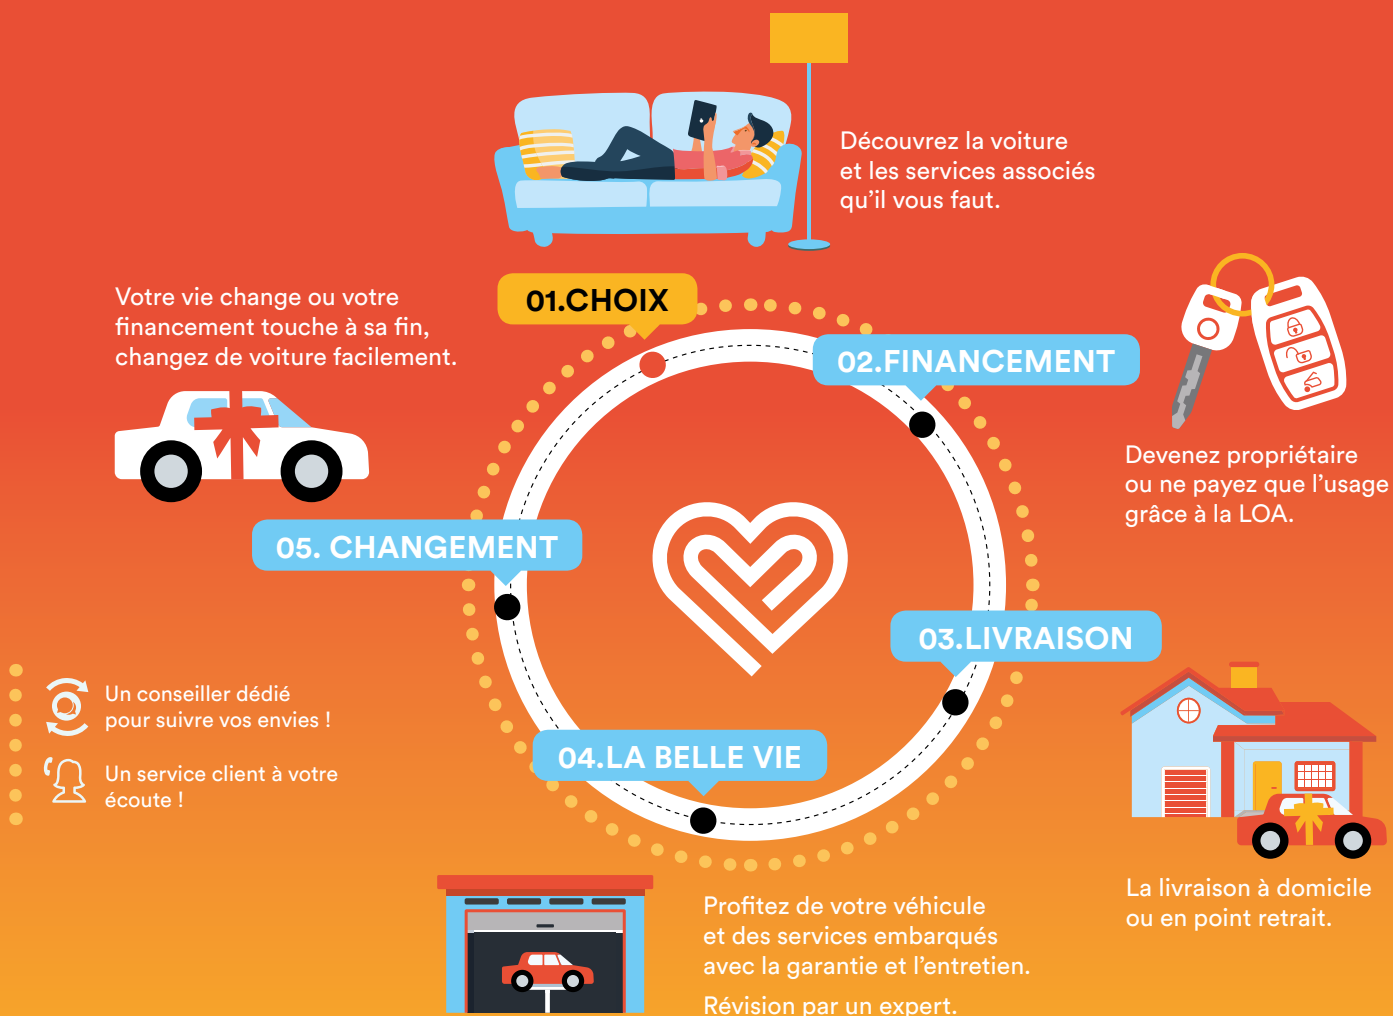 Découvrez la voiture
et les services associés
qu'il vous faut.
01.CHOIX
02.FINANCEMENT
Devenez propriétaire
ou ne payez que l'usage
grâce à la LOA.
03.LIVRAISON
La livraison à domicile
ou en point retrait.
04.LA BELLE VIE
Profitez de votre véhicule
et des services embarqués
avec la garantie et l'entretien.
Révision par un expert.
05. CHANGEMENT
Votre vie change ou votre
financement touche à sa fin,
changez de voiture facilement.
Un conseiller dédié
pour suivre vos envies !
Un service client à votre
écoute !